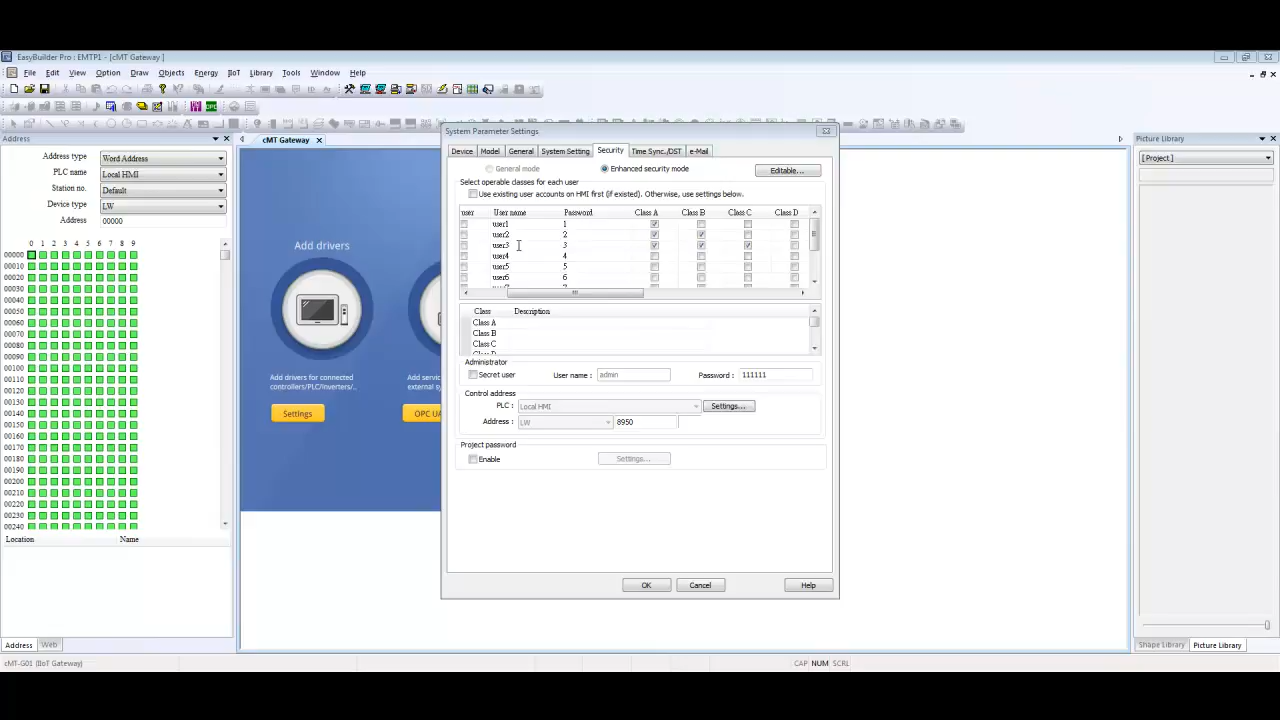 EasyBuilder Pro : EMTP1 - [cMT Gateway ]
File Edit View Option Draw Objects Energy IIoT Library Tools Window Help
Address
Address type Word Address
PLC name Local HMI
Station no. Default
Device type LW
Address 00000
0 1 2 3 4 5 6 7 8 9
00000
00010
00020
00030
00040
00050
00060
00070
00080
00090
00100
00110
00120
00130
00140
00150
00160
00170
00180
00190
00200
00210
00220
00230
00240
Location Name
Address Web
cMT Gateway
Add drivers
Add drivers for connected
controllers/PLC/Inverters/..
Settings
Add servic
external sy
OPC UA
System Parameter Settings
Device Model General System Setting Security Time Sync./DST e-Mail
General mode Enhanced security mode Editable...
Select operable classes for each user
Use existing user accounts on HMI first (if existed). Otherwise, use settings below.
user User name Password Class A Class B Class C Class D
user1 1
user2 2
user3 3
user4 4
user5 5
user6 6
Class Description
Class A
Class B
Class C
Administrator
Secret user User name : admin Password : 111111
Control address
PLC : Local HMI Settings...
Address : LW 8950
Project password
Enable Settings...
OK Cancel Help
Picture Library
[ Project ]
Shape Library Picture Library
cMT-G01 (IIoT Gateway) CAP NUM SCRL